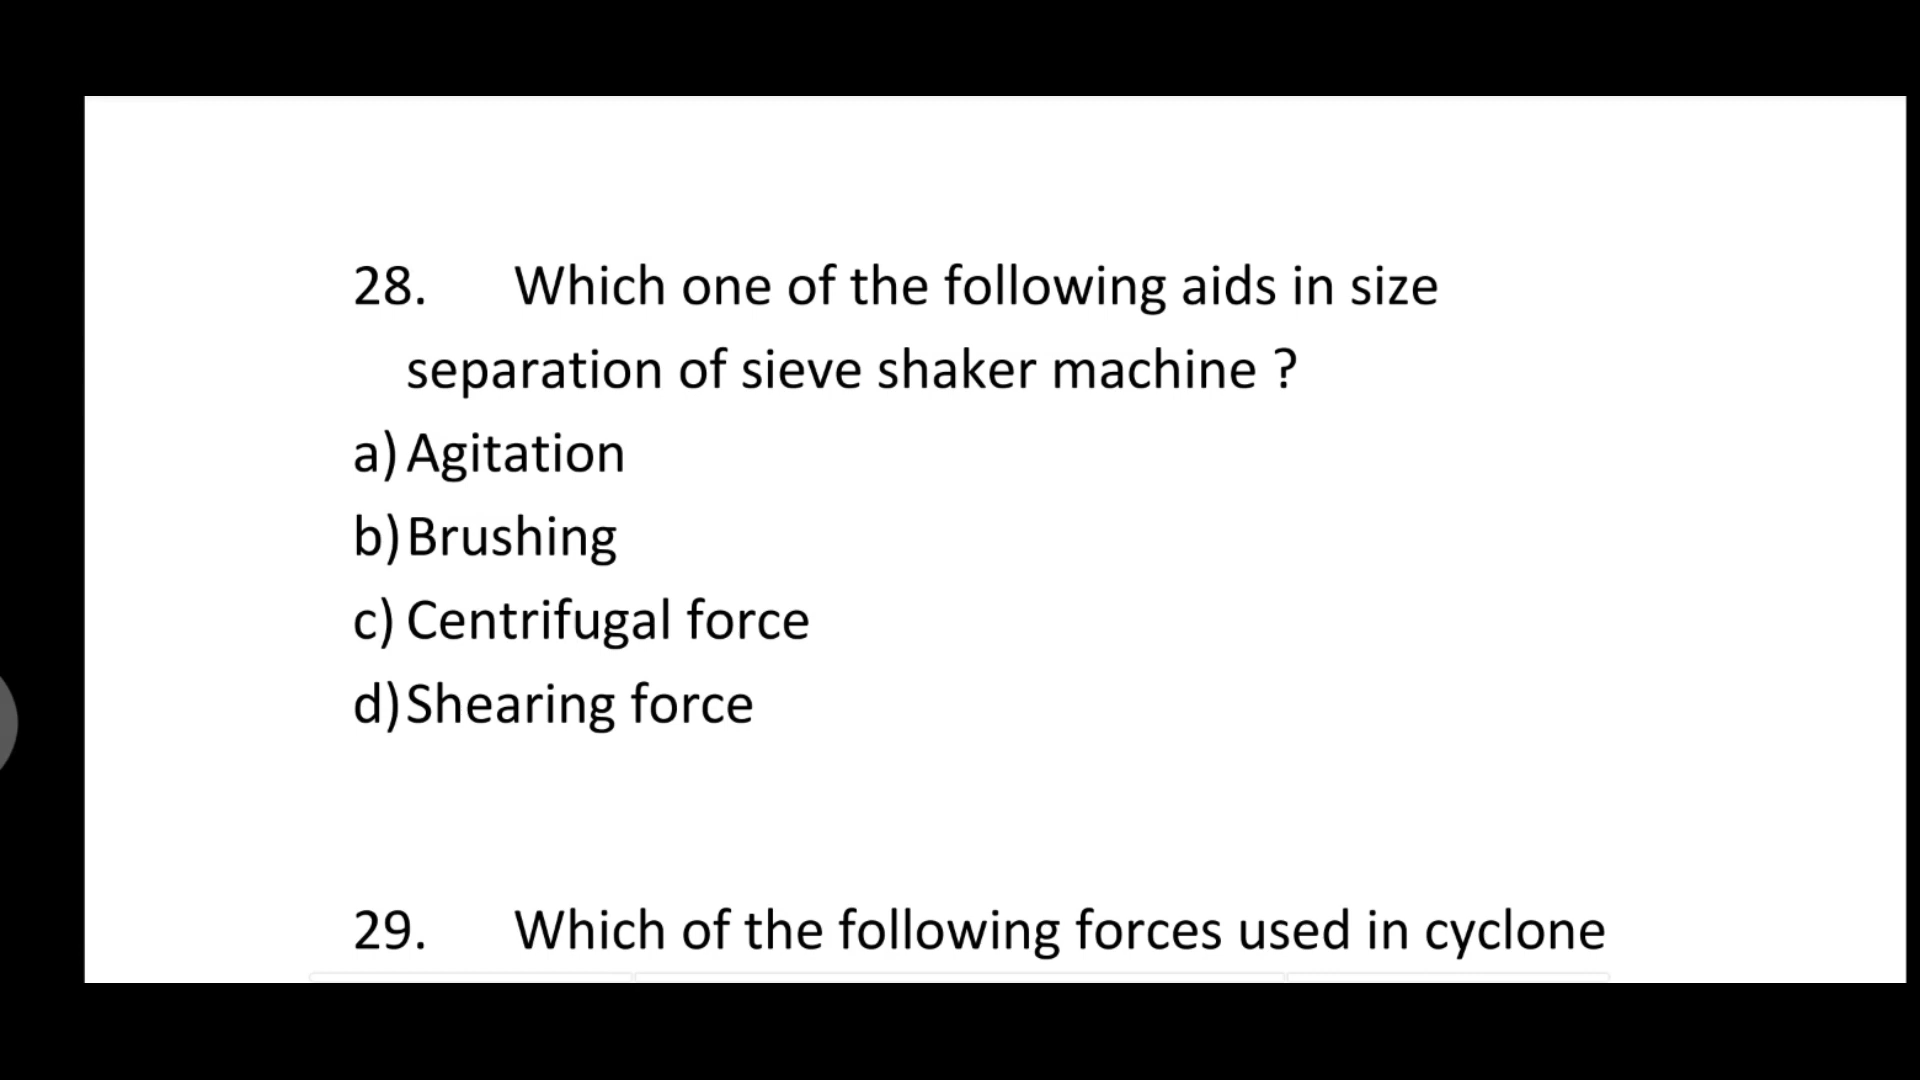 28. Which one of the following aids in size
separation of sieve shaker machine ?
a) Agitation
b) Brushing
c) Centrifugal force
d) Shearing force
29. Which of the following forces used in cyclone